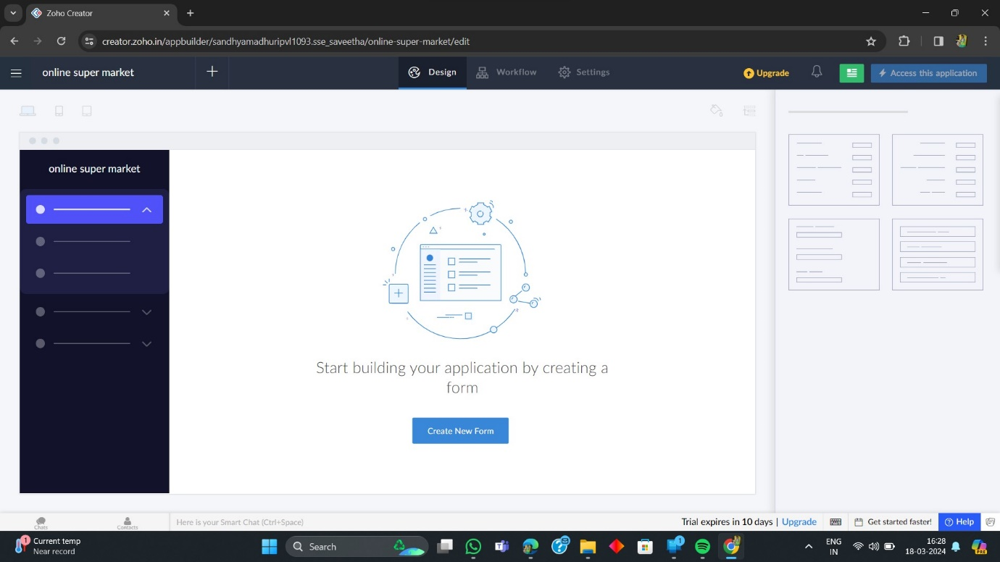 Zoho Creator
creator.zoho.in/appbuilder/sandhyamadhuripvl1093.sse_saveetha/online-super-market/edit
online super market
Design
Workflow
Settings
Upgrade
Access this application
online super market
Start building your application by creating a
form
Create New Form
Chats
Contacts
Here is your Smart Chat (Ctrl+Space)
Trial expires in 10 days | Upgrade
Get started faster!
Help
1
Current temp
Near record
Search
1
ENG
IN
16:28
18-03-2024
PRE